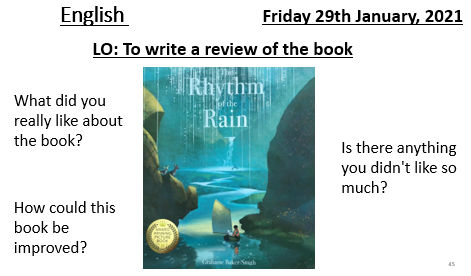 English
Friday 29th January, 2021
LO: To write a review of the book
What did you
really like about
the book?
The
Rhythm
of the
Rain
Is there anything
you didn't like so
much?
How could this
book be
improved?
Grahame Baker-Smith
45